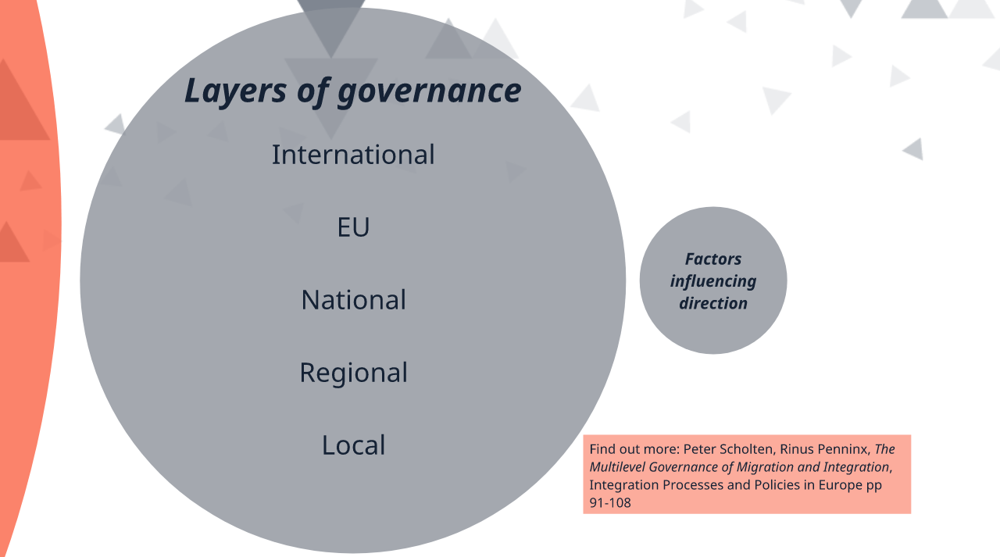 Layers of governance
International
EU
National
Regional
Local
Factors
influencing
direction
Find out more: Peter Scholten, Rinus Penninx, The
Multilevel Governance of Migration and Integration,
Integration Processes and Policies in Europe pp
91-108